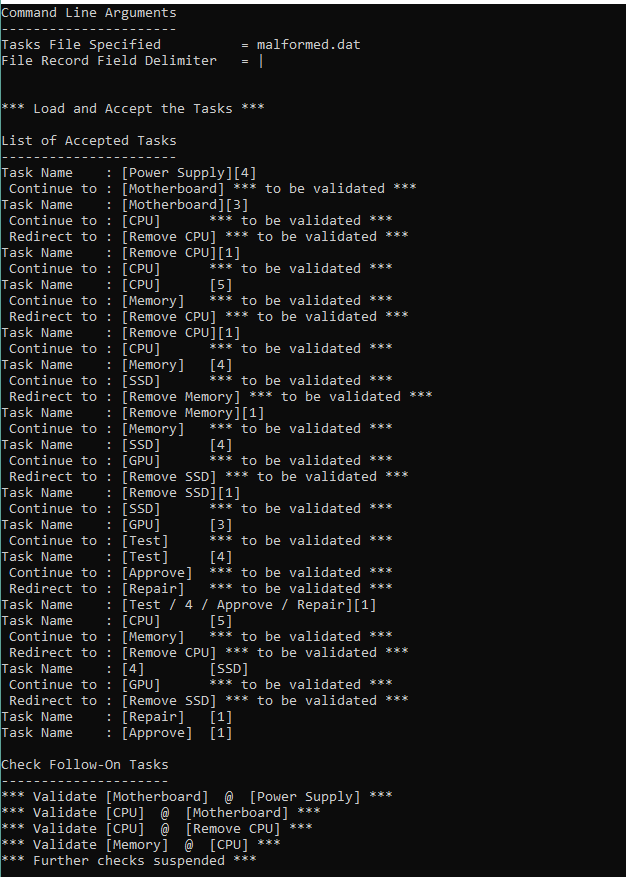 Command Line Arguments
----------------------
Tasks File Specified          = malformed.dat
File Record Field Delimiter   = |
*** Load and Accept the Tasks ***
List of Accepted Tasks
----------------------
Task Name    : [Power Supply][4]
 Continue to : [Motherboard] *** to be validated ***
Task Name    : [Motherboard][3]
 Continue to : [CPU]      *** to be validated ***
 Redirect to : [Remove CPU] *** to be validated ***
Task Name    : [Remove CPU][1]
 Continue to : [CPU]      *** to be validated ***
Task Name    : [CPU]      [5]
 Continue to : [Memory]   *** to be validated ***
 Redirect to : [Remove CPU] *** to be validated ***
Task Name    : [Remove CPU][1]
 Continue to : [CPU]      *** to be validated ***
Task Name    : [Memory]   [4]
 Continue to : [SSD]      *** to be validated ***
 Redirect to : [Remove Memory] *** to be validated ***
Task Name    : [Remove Memory][1]
 Continue to : [Memory]   *** to be validated ***
Task Name    : [SSD]      [4]
 Continue to : [GPU]      *** to be validated ***
 Redirect to : [Remove SSD] *** to be validated ***
Task Name    : [Remove SSD][1]
 Continue to : [SSD]      *** to be validated ***
Task Name    : [GPU]      [3]
 Continue to : [Test]     *** to be validated ***
Task Name    : [Test]     [4]
 Continue to : [Approve]  *** to be validated ***
 Redirect to : [Repair]   *** to be validated ***
Task Name    : [Test / 4 / Approve / Repair][1]
Task Name    : [CPU]      [5]
 Continue to : [Memory]   *** to be validated ***
 Redirect to : [Remove CPU] *** to be validated ***
Task Name    : [4]        [SSD]
 Continue to : [GPU]      *** to be validated ***
 Redirect to : [Remove SSD] *** to be validated ***
Task Name    : [Repair]   [1]
Task Name    : [Approve]  [1]
Check Follow-On Tasks
---------------------
*** Validate [Motherboard]  @  [Power Supply] ***
*** Validate [CPU]  @  [Motherboard] ***
*** Validate [CPU]  @  [Remove CPU] ***
*** Validate [Memory]  @  [CPU] ***
*** Further checks suspended ***